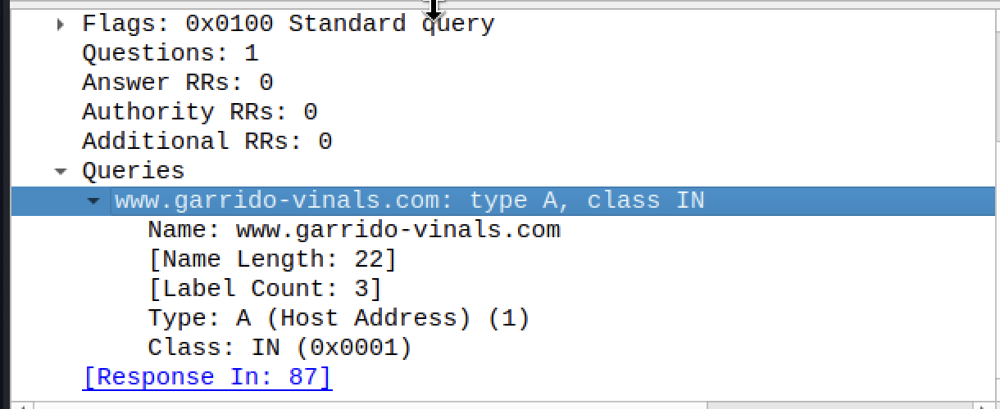 Flags: 0x0100 Standard query
Questions: 1
Answer RRs: 0
Authority RRs: 0
Additional RRs: 0
Queries
www.garrido-vinals.com: type A, class IN
Name: www.garrido-vinals.com
[Name Length: 22]
[Label Count: 3]
Type: A (Host Address) (1)
Class: IN (0x0001)
[Response In: 87]